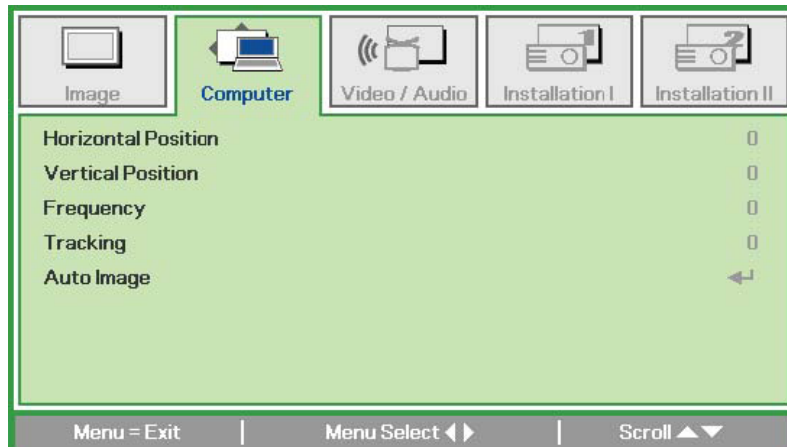 Image Computer Video / Audio Installation I Installation II
Horizontal Position 0
Vertical Position 0
Frequency 0
Tracking 0
Auto Image
Menu = Exit | Menu Select | Scroll